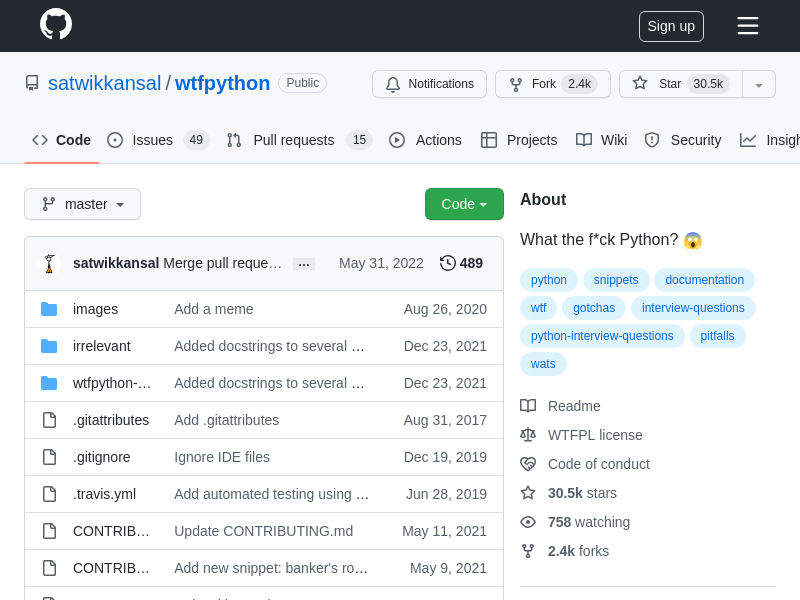 Sign up
satwikkansal / wtfpython Public
Notifications Fork 2.4k Star 30.5k
Code Issues 49 Pull requests 15 Actions Projects Wiki Security Insigh
master Code
satwikkansal Merge pull reque… … May 31, 2022 489
images Add a meme Aug 26, 2020
irrelevant Added docstrings to several … Dec 23, 2021
wtfpython-… Added docstrings to several … Dec 23, 2021
.gitattributes Add .gitattributes Aug 31, 2017
.gitignore Ignore IDE files Dec 19, 2019
.travis.yml Add automated testing using … Jun 28, 2019
CONTRIB… Update CONTRIBUTING.md May 11, 2021
CONTRIB… Add new snippet: banker's ro… May 9, 2021
About
What the f*ck Python? 😱
python snippets documentation
wtf gotchas interview-questions
python-interview-questions pitfalls
wats
Readme
WTFPL license
Code of conduct
30.5k stars
758 watching
2.4k forks